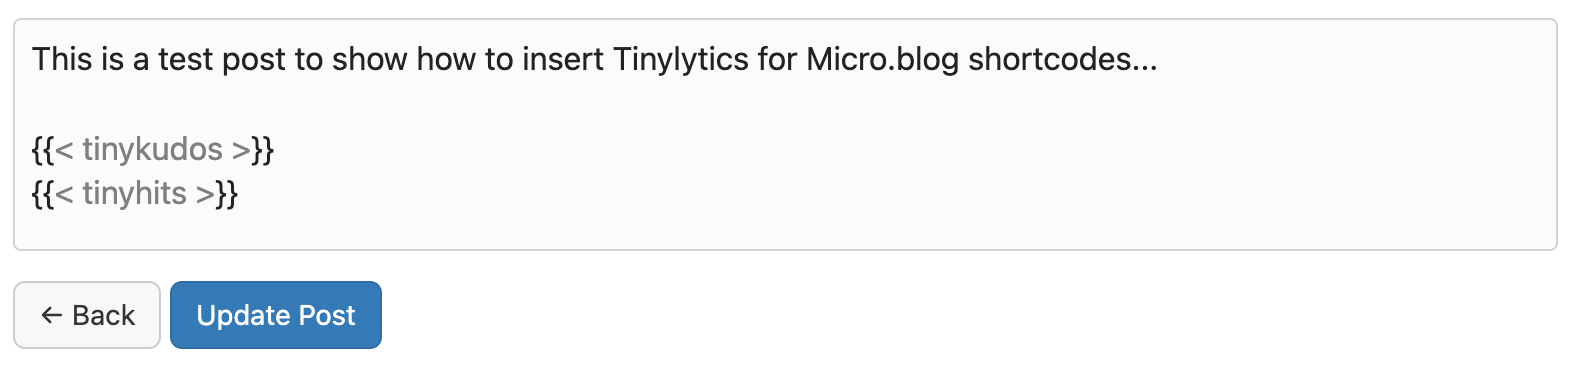 This is a test post to show how to insert Tinylytics for Micro.blog shortcodes...
{{< tinykudos >}}
{{< tinyhits >}}
← Back
Update Post